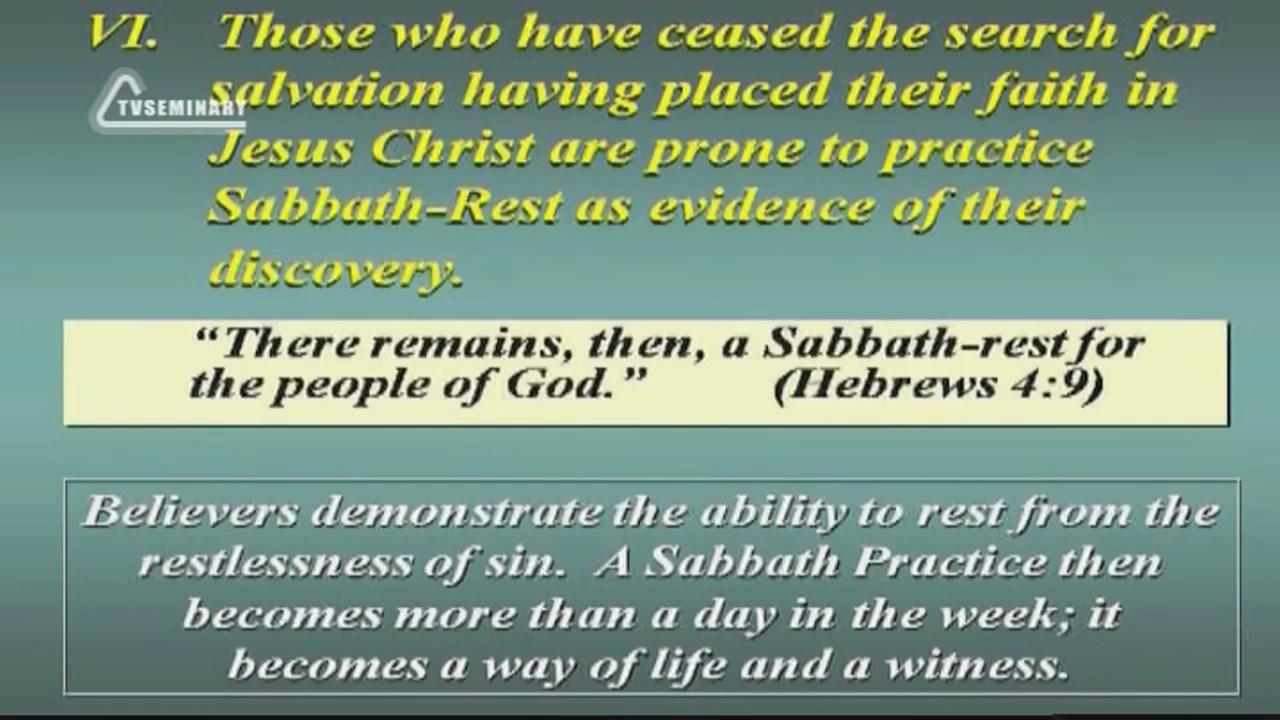 VI. Those who have ceased the search for
salvation having placed their faith in
TVSEMINARY
Jesus Christ are prone to practice
Sabbath-Rest as evidence of their
discovery.
“There remains, then, a Sabbath-rest for
the people of God.” (Hebrews 4:9)
Believers demonstrate the ability to rest from the
restlessness of sin. A Sabbath Practice then
becomes more than a day in the week; it
becomes a way of life and a witness.